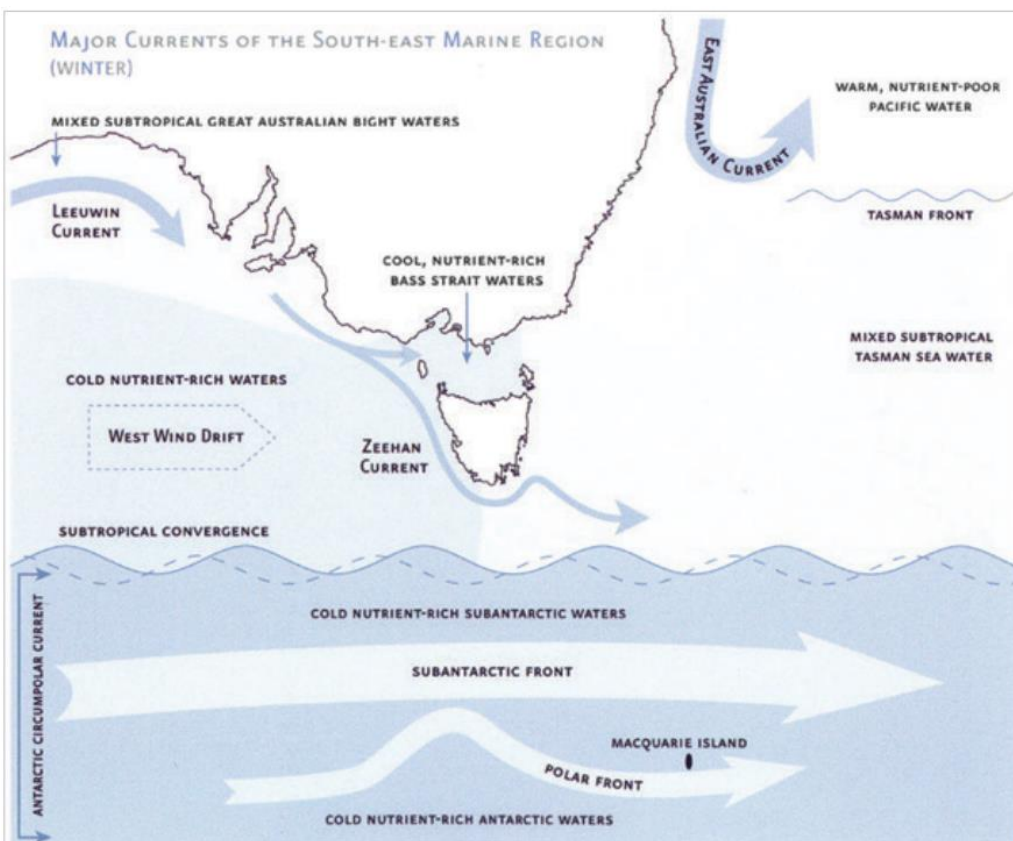 Major Currents of the South-east Marine Region
(winter)
East Australian Current
warm, nutrient-poor
Pacific water
mixed subtropical Great Australian Bight waters
Leeuwin
Current
Tasman Front
cool, nutrient-rich
Bass Strait waters
mixed subtropical
Tasman Sea water
cold nutrient-rich waters
West Wind Drift
Zeehan
Current
subtropical convergence
Antarctic Circumpolar Current
cold nutrient-rich subantarctic waters
subantarctic front
Macquarie Island
polar front
cold nutrient-rich antarctic waters